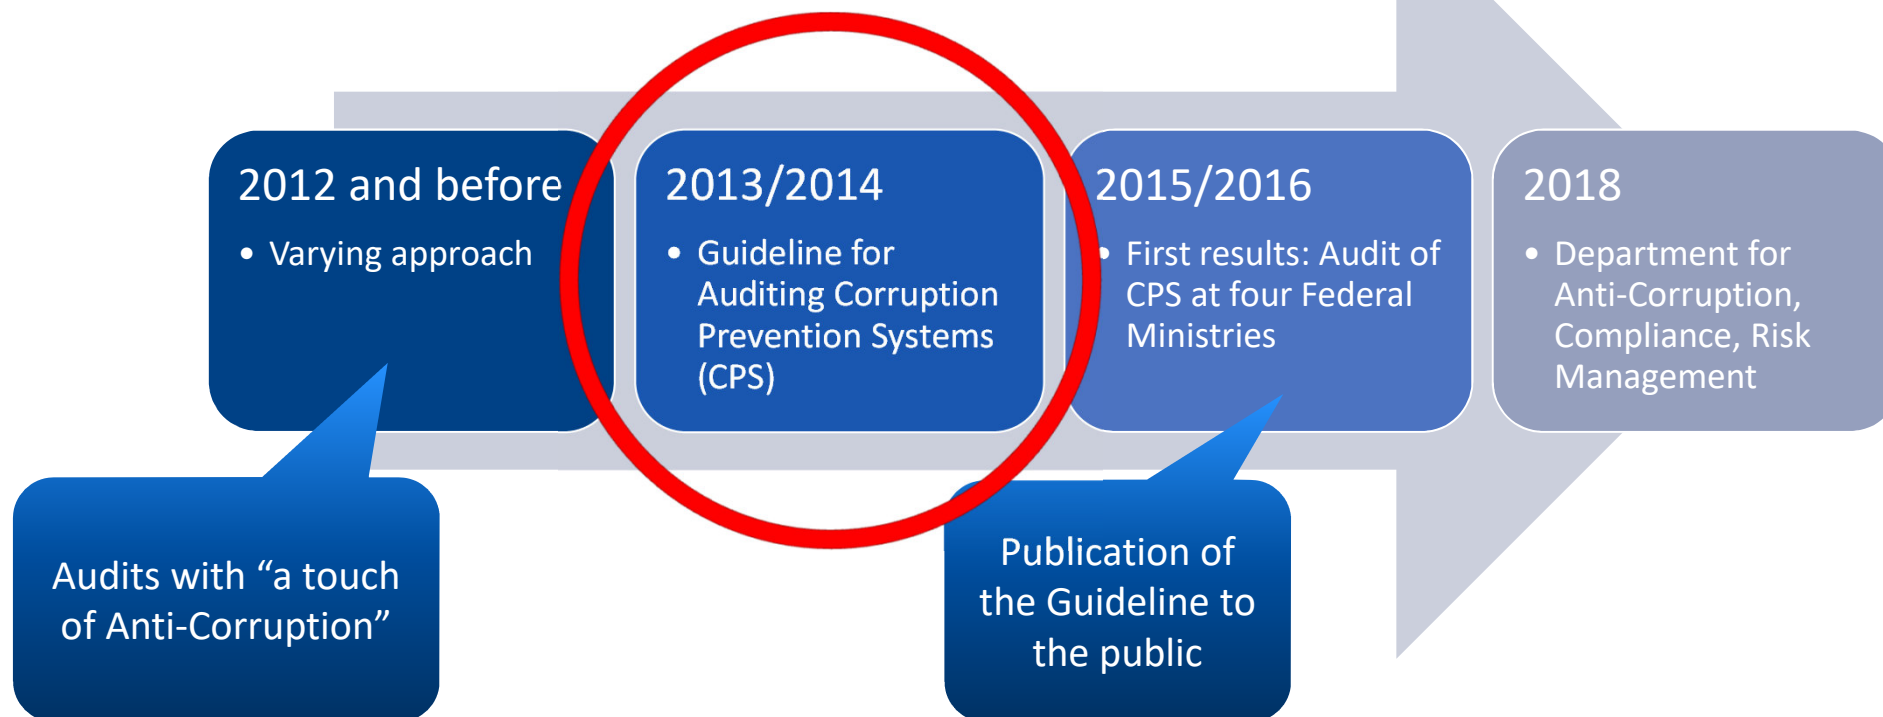 2012 and before
• Varying approach
2013/2014
• Guideline for
Auditing Corruption
Prevention Systems
(CPS)
2015/2016
• First results: Audit of
CPS at four Federal
Ministries
2018
• Department for
Anti-Corruption,
Compliance, Risk
Management
Audits with “a touch
of Anti-Corruption”
Publication of
the Guideline to
the public